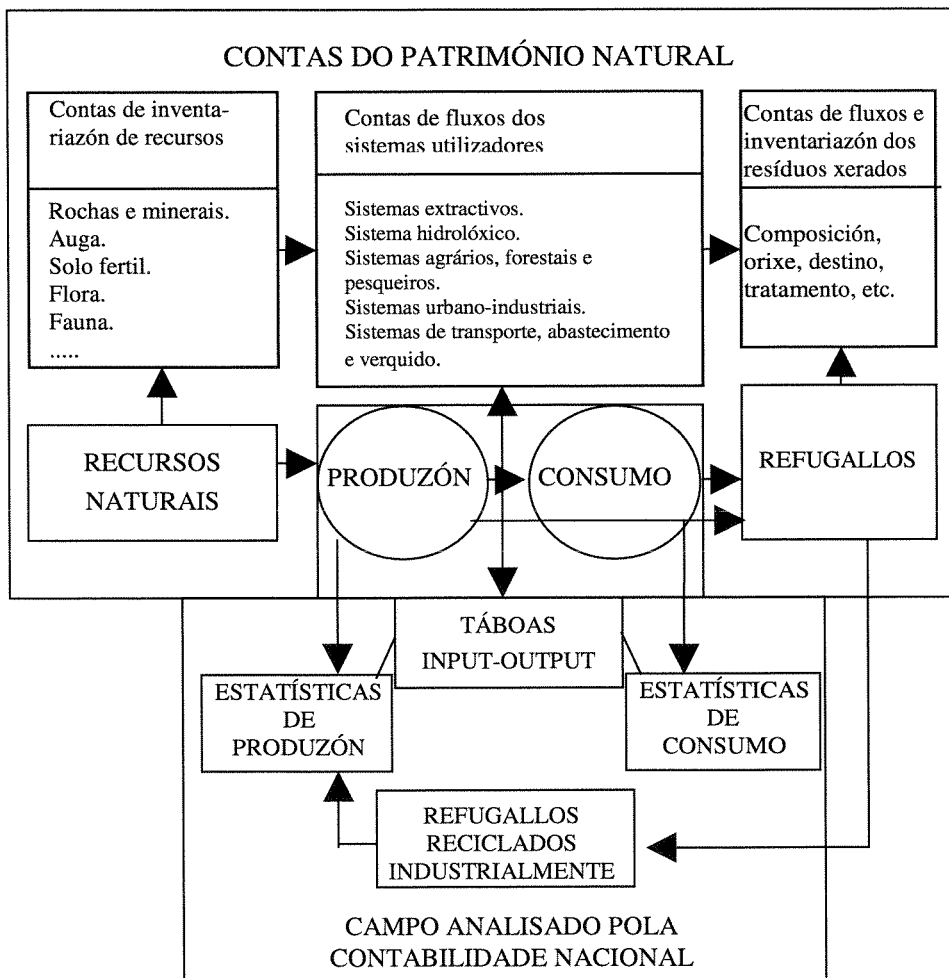 CONTAS DO PATRIMÓNIO NATURAL
Contas de inventa-
riazón de recursos
Rochas e minerais.
Auga.
Solo fertil.
Flora.
Fauna.
.....
Contas de fluxos dos
sistemas utilizadores
Sistemas extractivos.
Sistema hidrolóxico.
Sistemas agrários, forestais e
pesqueiros.
Sistemas urbano-industriais.
Sistemas de transporte, abastecimento
e verquido.
Contas de fluxos e
inventariazón dos
resíduos xerados
Composición,
orixe, destino,
tratamento, etc.
RECURSOS
NATURAIS
PRODUZÓN
CONSUMO
REFUGALLOS
TÁBOAS
INPUT-OUTPUT
ESTATÍSTICAS
DE
PRODUZÓN
ESTATÍSTICAS
DE
CONSUMO
REFUGALLOS
RECICLADOS
INDUSTRIALMENTE
CAMPO ANALISADO POLA
CONTABILIDADE NACIONAL